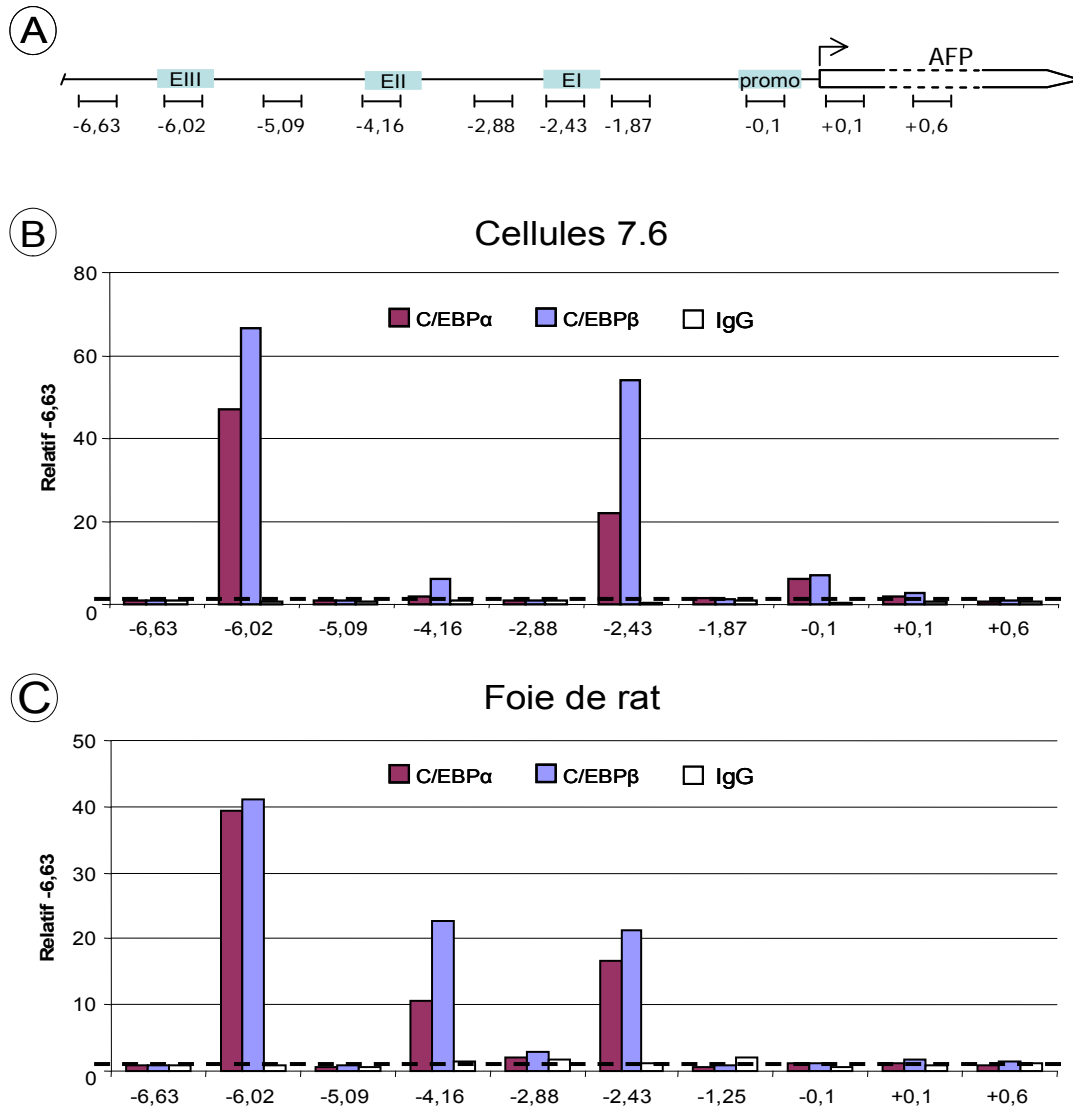 A
AFP
EIII EII EI promo
-6,63 -6,02 -5,09 -4,16 -2,88 -2,43 -1,87 -0,1 +0,1 +0,6
B
Cellules 7.6
80
C/EBPα C/EBPβ IgG
60
Relatif -6,63
40
20
0
-6,63 -6,02 -5,09 -4,16 -2,88 -2,43 -1,87 -0,1 +0,1 +0,6
C
Foie de rat
50
C/EBPα C/EBPβ IgG
40
Relatif -6,63
30
20
10
0
-6,63 -6,02 -5,09 -4,16 -2,88 -2,43 -1,25 -0,1 +0,1 +0,6